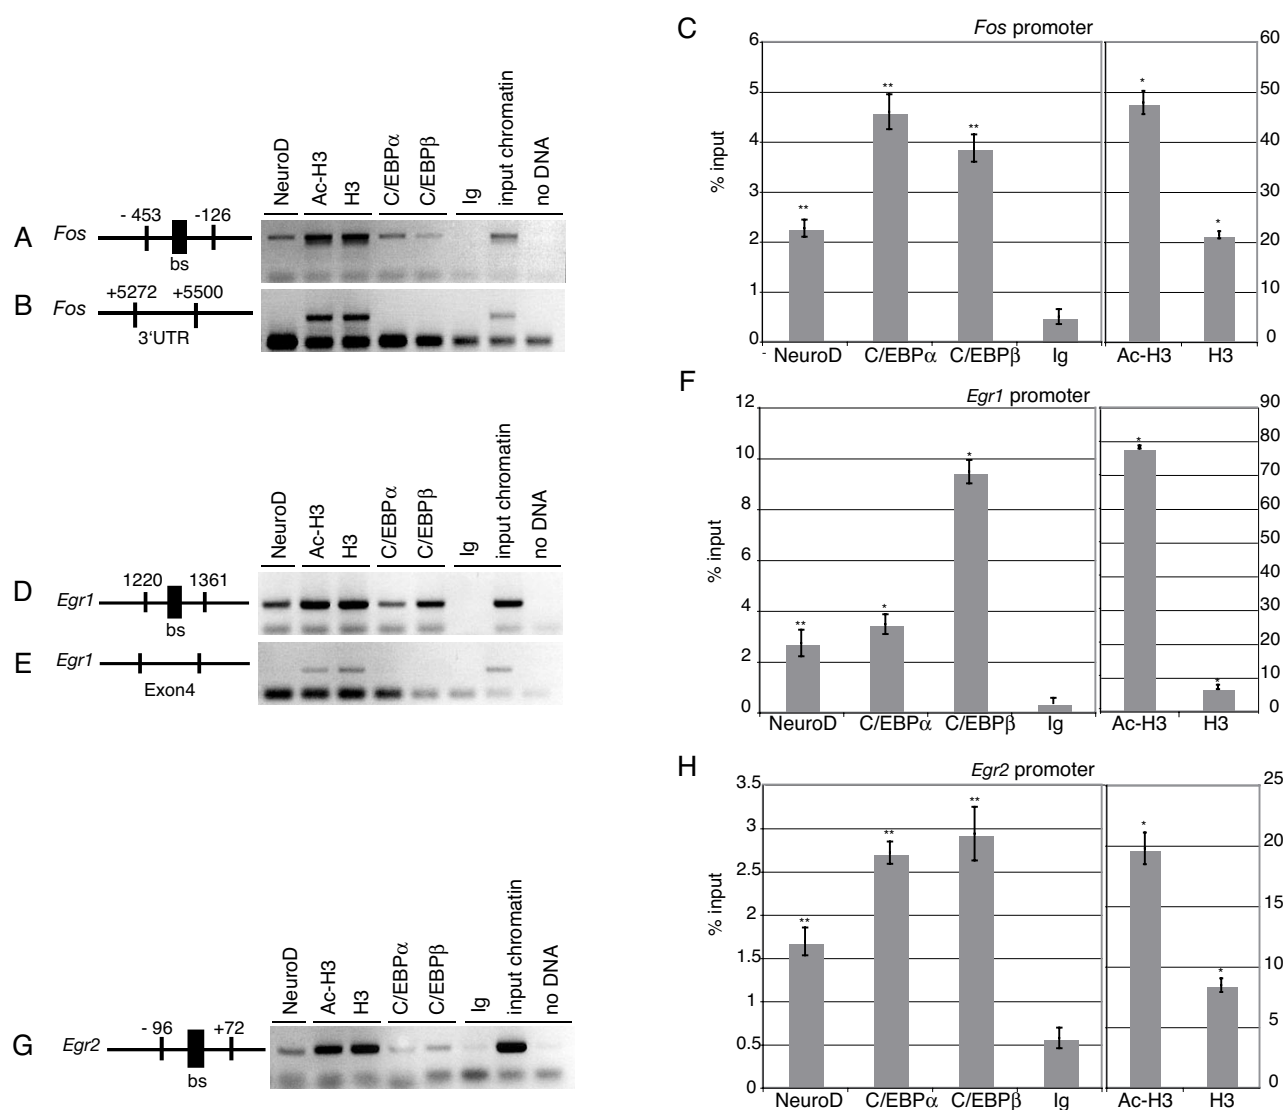 NeuroD
Ac-H3
H3
C/EBPα
C/EBPβ
Ig
input chromatin
no DNA
A
Fos
- 453
-126
bs
B
Fos
+5272
+5500
3‘UTR
C
Fos promoter
6
5
4
3
2
1
0
% input
60
50
40
30
20
10
0
**
**
**
*
*
- NeuroD
C/EBPα
C/EBPβ
Ig
Ac-H3
H3
NeuroD
Ac-H3
H3
C/EBPα
C/EBPβ
Ig
input chromatin
no DNA
D
Egr1
1220
1361
bs
E
Egr1
Exon4
F
Egr1 promoter
12
10
8
6
4
2
0
% input
90
80
70
60
50
40
30
20
10
0
**
*
*
*
*
NeuroD
C/EBPα
C/EBPβ
Ig
Ac-H3
H3
NeuroD
Ac-H3
H3
C/EBPα
C/EBPβ
Ig
input chromatin
no DNA
G
Egr2
- 96
+72
bs
H
Egr2 promoter
3.5
3
2.5
2
1.5
1
0.5
0
% input
25
20
15
10
5
0
**
**
**
*
*
NeuroD
C/EBPα
C/EBPβ
Ig
Ac-H3
H3